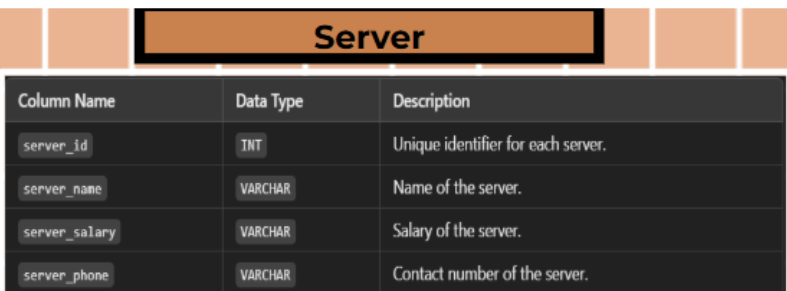 Server
Column Name Data Type Description
server_id INT Unique identifier for each server.
server_name VARCHAR Name of the server.
server_salary VARCHAR Salary of the server.
server_phone VARCHAR Contact number of the server.